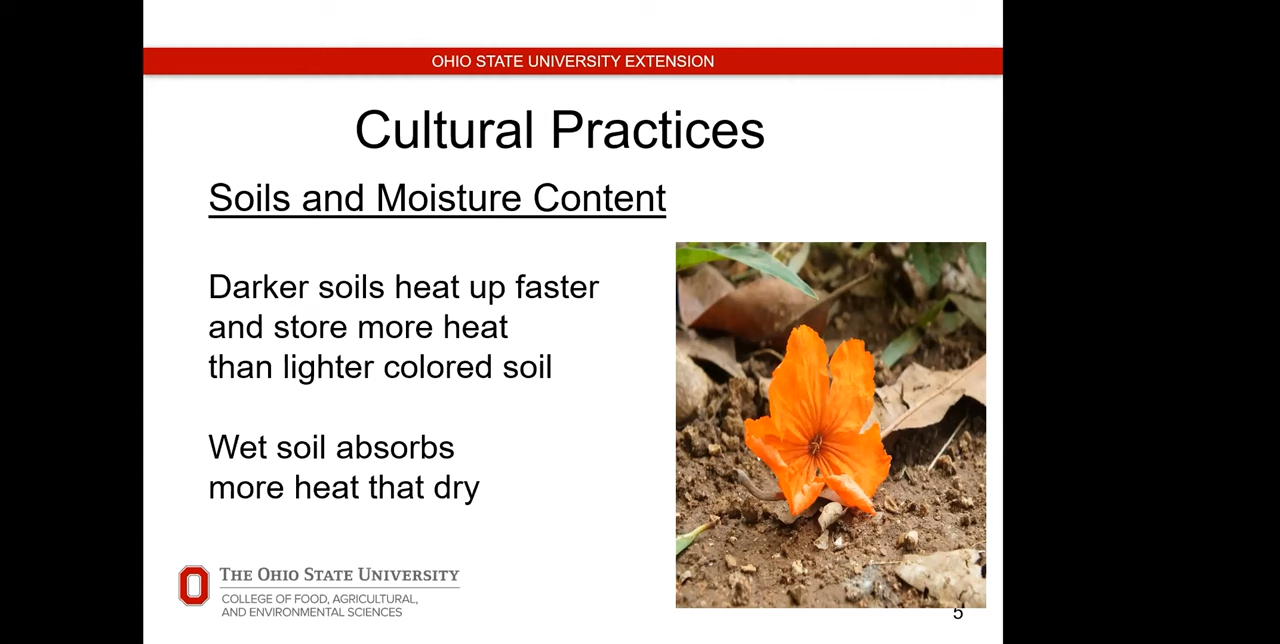 OHIO STATE UNIVERSITY EXTENSION
Cultural Practices
Soils and Moisture Content
Darker soils heat up faster
and store more heat
than lighter colored soil
Wet soil absorbs
more heat that dry
THE OHIO STATE UNIVERSITY
COLLEGE OF FOOD, AGRICULTURAL,
AND ENVIRONMENTAL SCIENCES
5